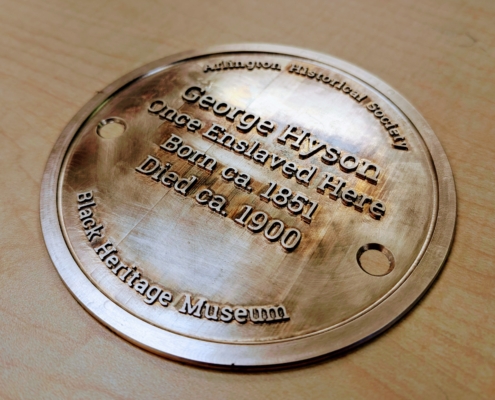 Arlington Historical Society
George Hyson
Once Enslaved Here
Born ca. 1851
Died ca. 1900
Black Heritage Museum